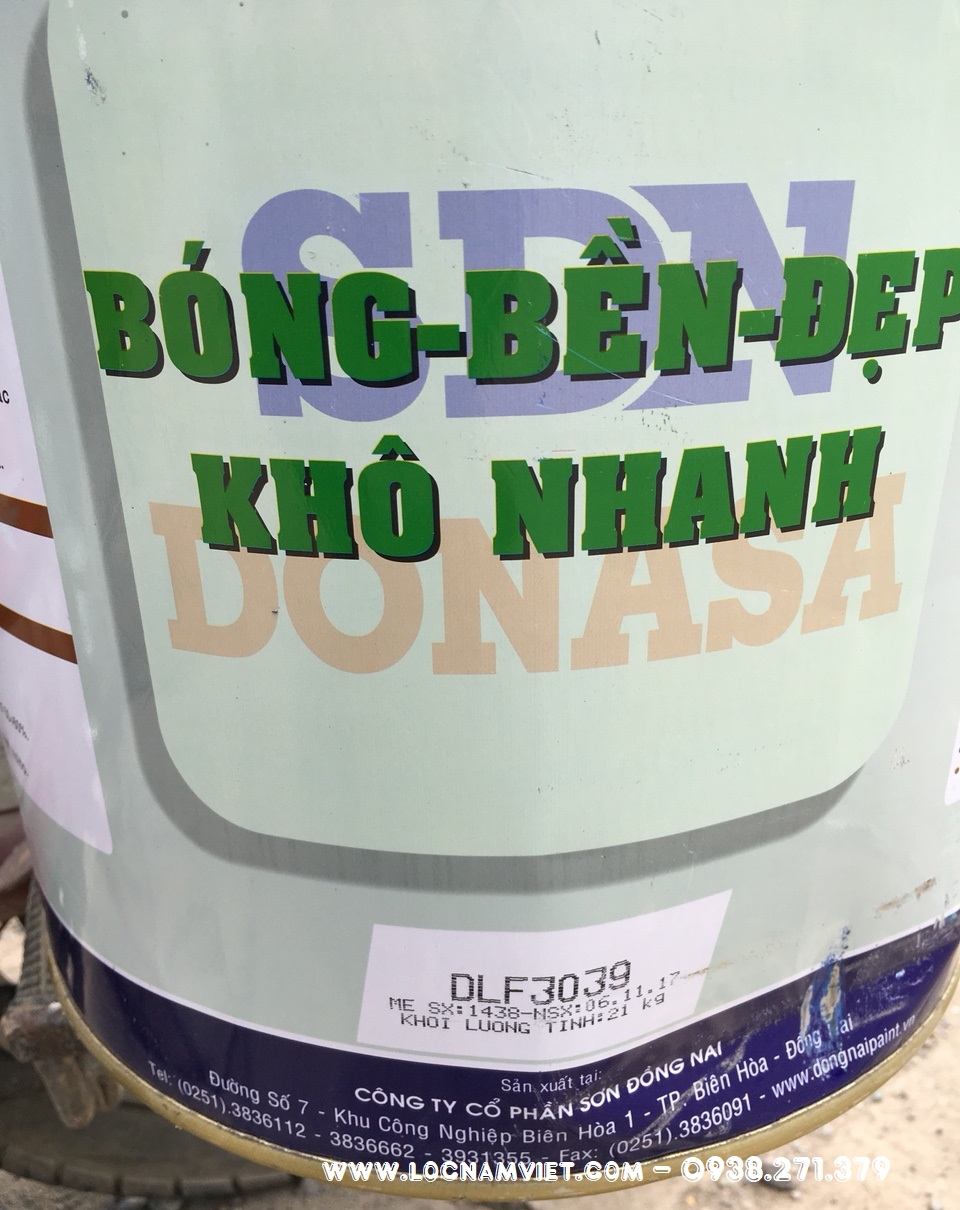 SDN
BÓNG-BỀN-ĐẸP
KHÔ NHANH
DONASA
DLF3039
ME SX:1438-NSX:06.11.17
KHOI LUONG TINH:21 kg
Sản xuất tại:
CÔNG TY CỔ PHẦN SƠN ĐỒNG NAI
Đường Số 7 - Khu Công Nghiệp Biên Hòa 1 - TP. Biên Hòa - Đồng Nai
Tel: (0251).3836112 - 3836662 - 3931355 - Fax: (0251).3836091 - www.dongnaipaint.vn
WWW.LOCNAMVIET.COM - 0938.271.379